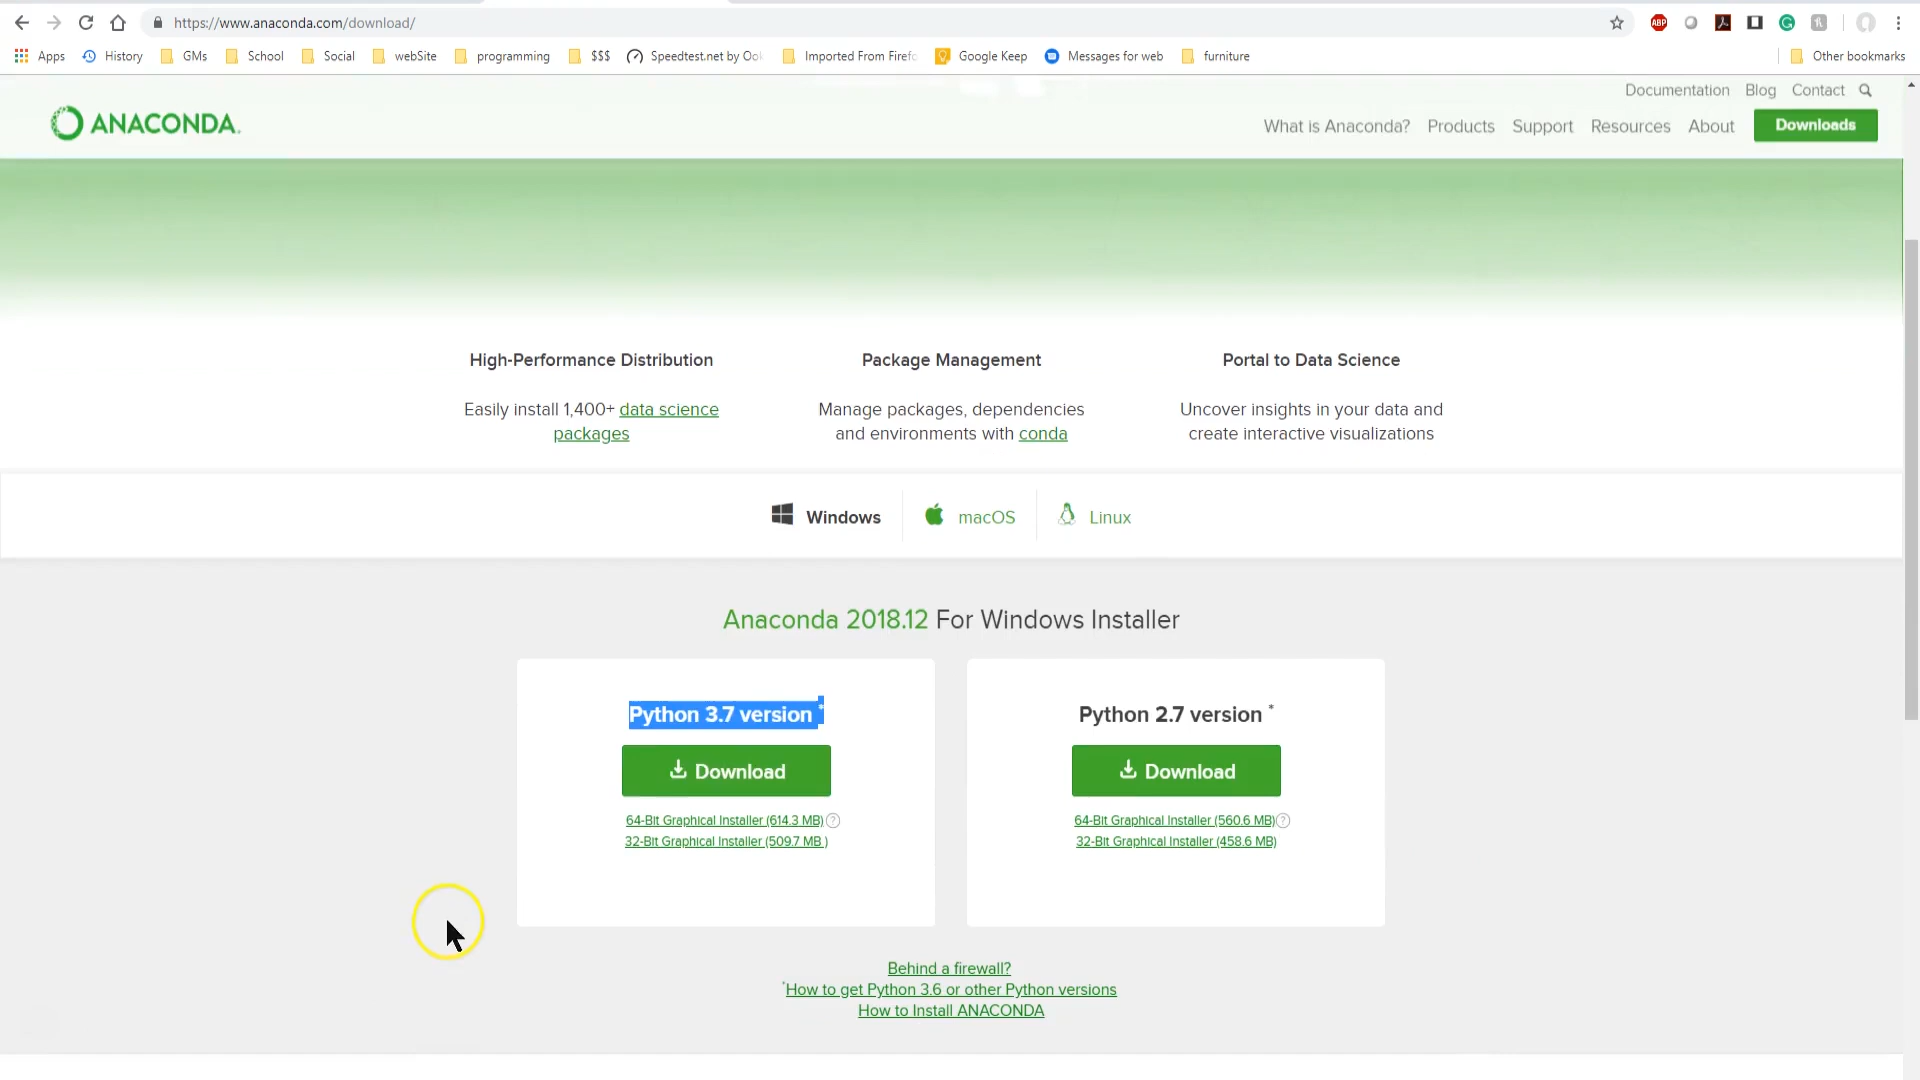 https://www.anaconda.com/download/
Apps History GMs School Social webSite programming $$$ Speedtest.net by Ook Imported From Firefo Google Keep Messages for web furniture Other bookmarks
Documentation Blog Contact
ANACONDA.
What is Anaconda? Products Support Resources About Downloads
High-Performance Distribution
Easily install 1,400+ data science
packages
Package Management
Manage packages, dependencies
and environments with conda
Portal to Data Science
Uncover insights in your data and
create interactive visualizations
Windows macOS Linux
Anaconda 2018.12 For Windows Installer
Python 3.7 version *
Download
64-Bit Graphical Installer (614.3 MB) ?
32-Bit Graphical Installer (509.7 MB )
Python 2.7 version *
Download
64-Bit Graphical Installer (560.6 MB) ?
32-Bit Graphical Installer (458.6 MB)
Behind a firewall?
*How to get Python 3.6 or other Python versions
How to Install ANACONDA
ABP